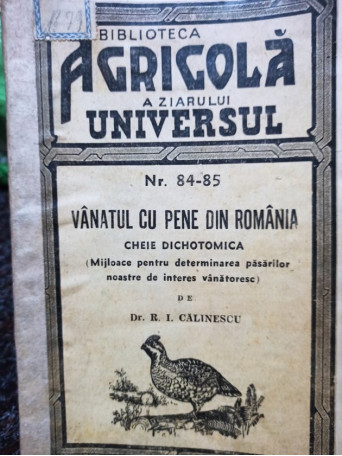 BIBLIOTECA
AGRICOLĂ
A ZIARULUI
UNIVERSUL
Nr. 84-85
VÂNATUL CU PENE DIN ROMÂNIA
CHEIE DICHOTOMICA
(Mijloace pentru determinarea păsărilor
noastre de interes vânătoresc)
DE
Dr. R. I. CĂLINESCU